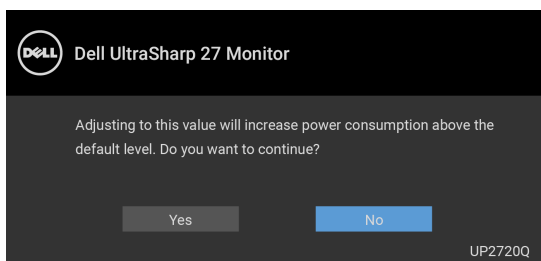 DELL Dell UltraSharp 27 Monitor
Adjusting to this value will increase power consumption above the
default level. Do you want to continue?
Yes No
UP2720Q